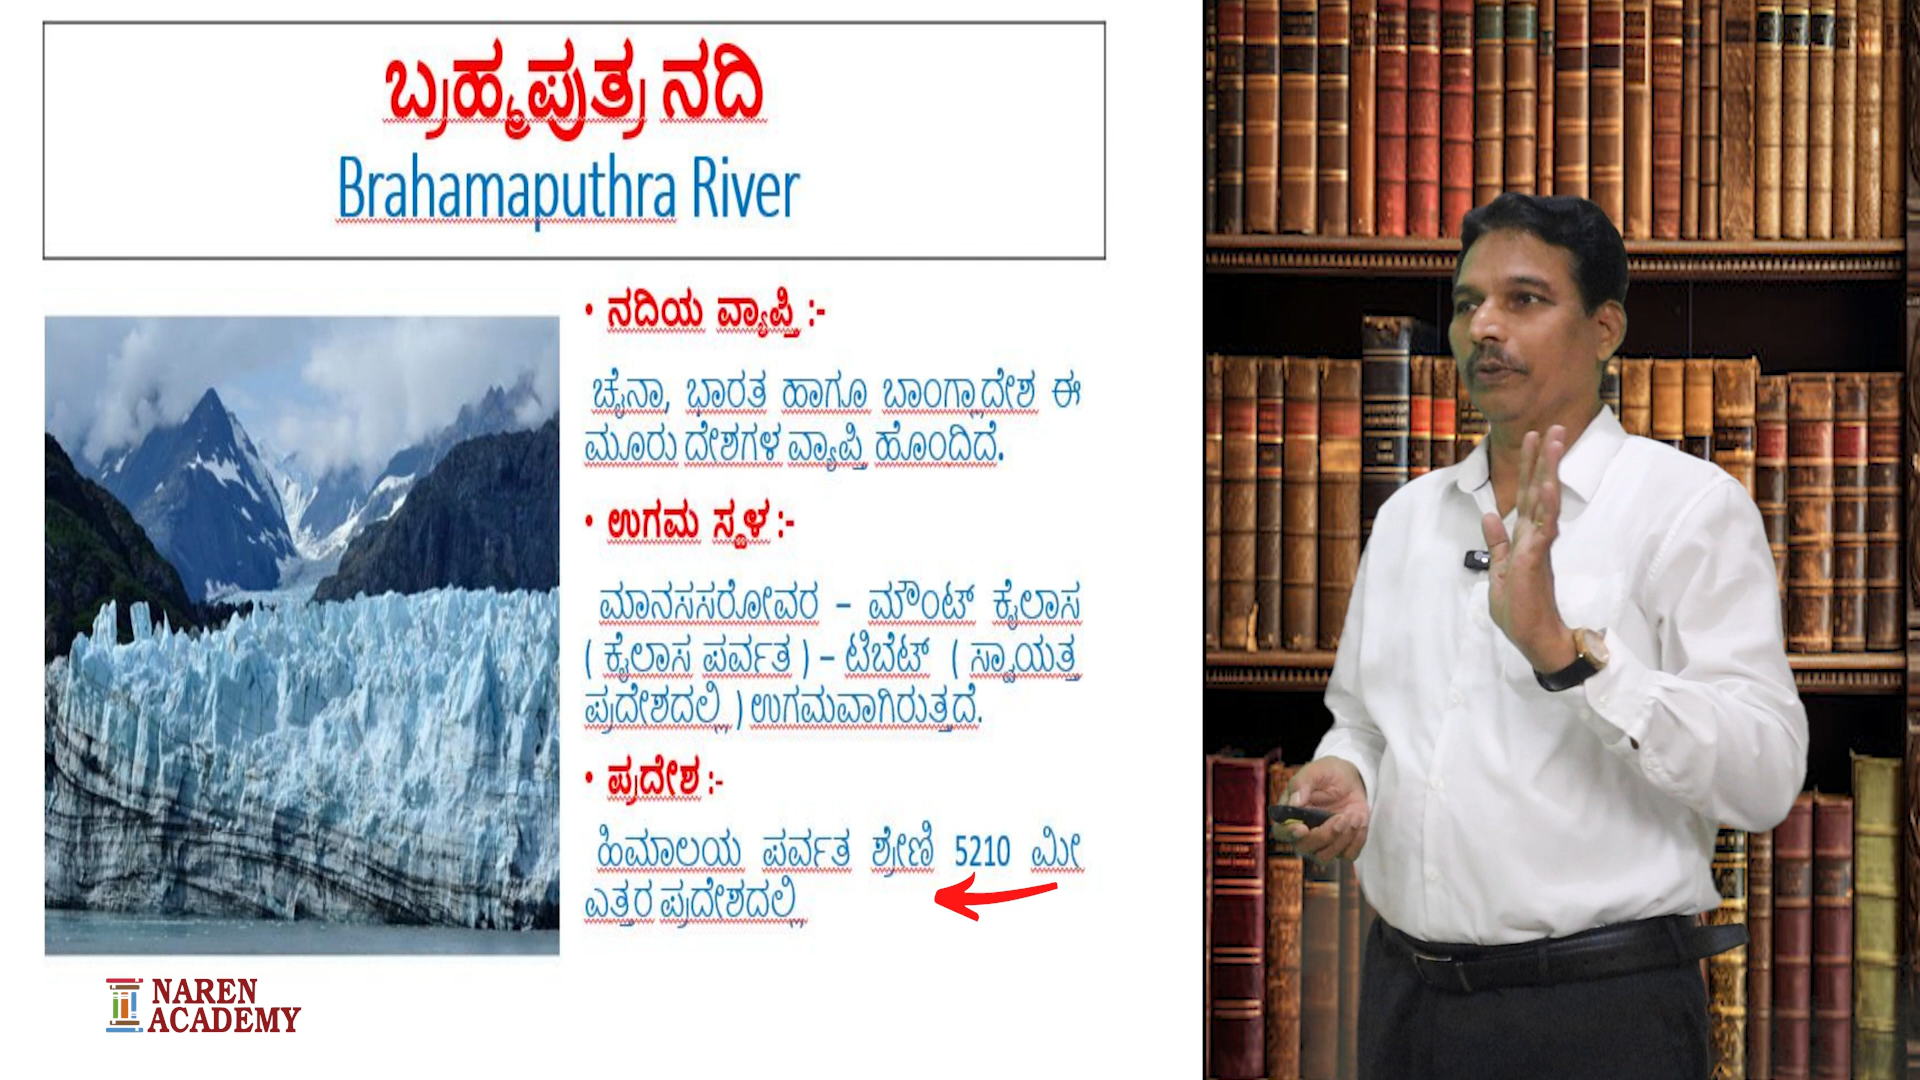 ಬ್ರಹ್ಮಪುತ್ರ ನದಿ
Brahamaputhra River
• ನದಿಯ ವ್ಯಾಪ್ತಿ :-
ಚೈನಾ, ಭಾರತ ಹಾಗೂ ಬಾಂಗ್ಲಾದೇಶ ಈ
ಮೂರು ದೇಶಗಳ ವ್ಯಾಪ್ತಿ ಹೊಂದಿದೆ.
• ಉಗಮ ಸ್ಥಳ :-
ಮಾನಸಸರೋವರ – ಮೌಂಟ್ ಕೈಲಾಸ
( ಕೈಲಾಸ ಪರ್ವತ ) – ಟಿಬೆಟ್ ( ಸ್ವಾಯತ್ತ
ಪ್ರದೇಶದಲ್ಲಿ ) ಉಗಮವಾಗಿರುತ್ತದೆ.
• ಪ್ರದೇಶ :-
ಹಿಮಾಲಯ ಪರ್ವತ ಶ್ರೇಣಿ 5210 ಮೀ
ಎತ್ತರ ಪ್ರದೇಶದಲ್ಲಿ
NAREN
ACADEMY